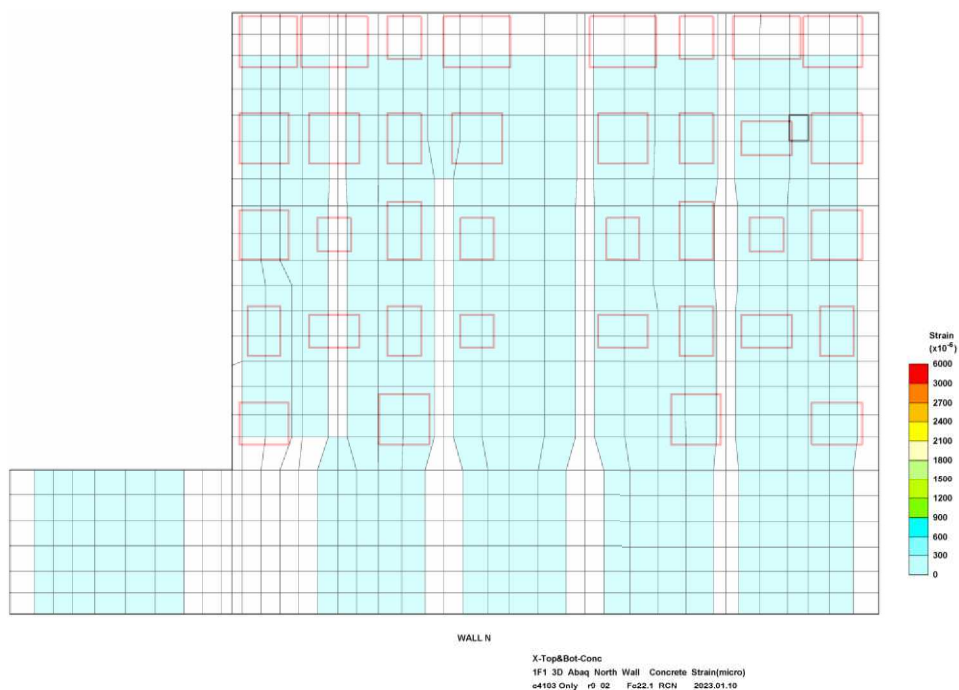 Strain
(x10⁻⁶)
6000
3000
2700
2400
2100
1800
1500
1200
900
600
300
0
WALL N
X-Top&Bot-Conc
1F1 3D Abaq North Wall Concrete Strain(micro)
c4103 Only r9 02 Fc22.1 RCN 2023.01.10